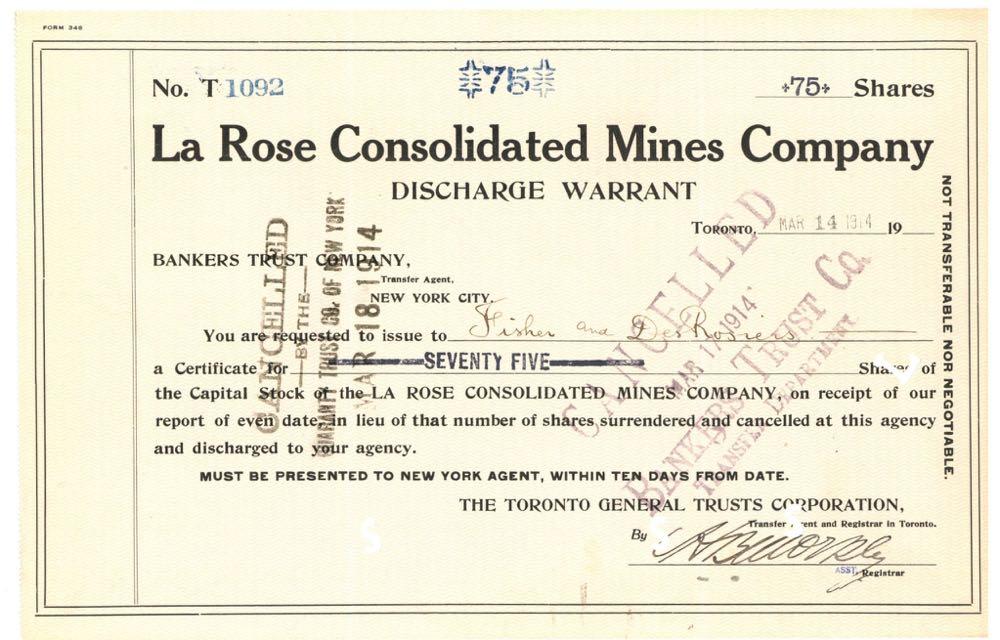 FORM 346
No. T 1092 75 75 Shares
La Rose Consolidated Mines Company
DISCHARGE WARRANT
TORONTO, MAR 14 1914 19
BANKERS TRUST COMPANY,
Transfer Agent,
NEW YORK CITY.
You are requested to issue to Fisher and DesRosiers
a Certificate for SEVENTY FIVE Shares of
the Capital Stock of the LA ROSE CONSOLIDATED MINES COMPANY, on receipt of our
report of even date, in lieu of that number of shares surrendered and cancelled at this agency
and discharged to your agency.
MUST BE PRESENTED TO NEW YORK AGENT, WITHIN TEN DAYS FROM DATE.
THE TORONTO GENERAL TRUSTS CORPORATION,
Transfer Agent and Registrar in Toronto.
By
ASST. Registrar
NOT TRANSFERABLE NOR NEGOTIABLE.
CANCELLED
BY THE
GUARANTY TRUST CO. OF NEW YORK
MAR 18 1914
CANCELLED
MAR 17 1914
BANKERS TRUST Co.
TRANSFER DEPARTMENT